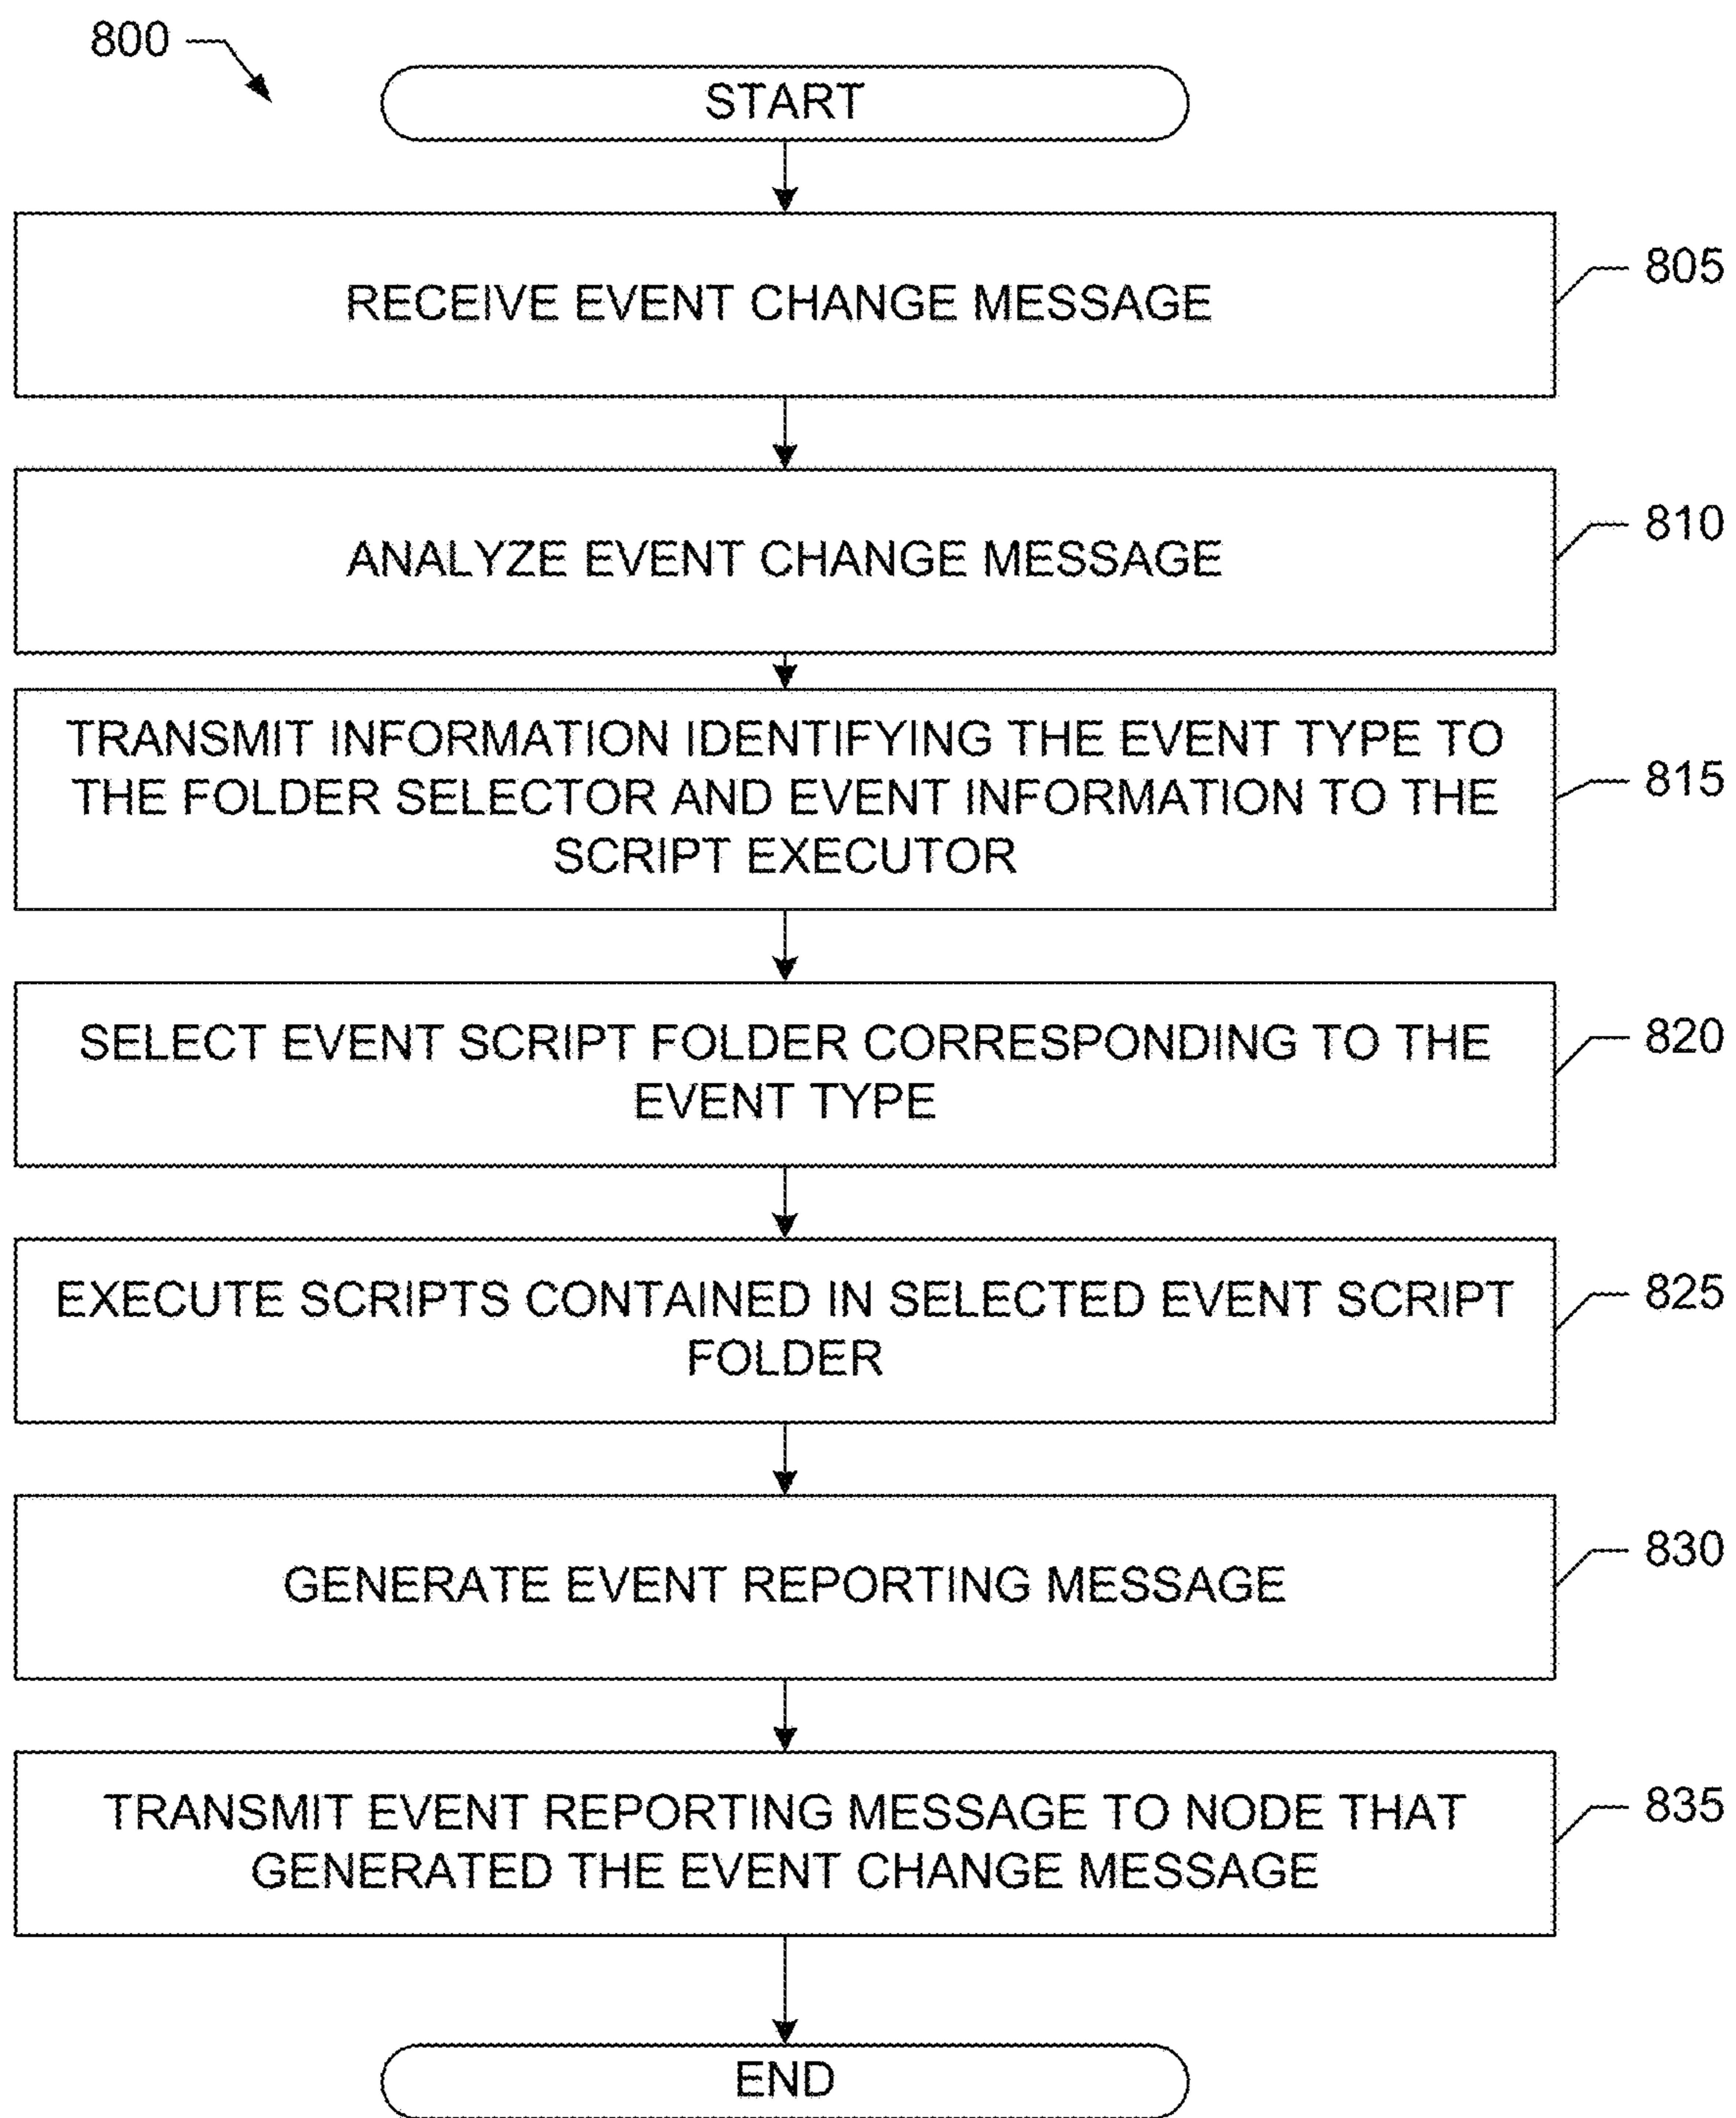 800
START
RECEIVE EVENT CHANGE MESSAGE
805
ANALYZE EVENT CHANGE MESSAGE
810
TRANSMIT INFORMATION IDENTIFYING THE EVENT TYPE TO
THE FOLDER SELECTOR AND EVENT INFORMATION TO THE
SCRIPT EXECUTOR
815
SELECT EVENT SCRIPT FOLDER CORRESPONDING TO THE
EVENT TYPE
820
EXECUTE SCRIPTS CONTAINED IN SELECTED EVENT SCRIPT
FOLDER
825
GENERATE EVENT REPORTING MESSAGE
830
TRANSMIT EVENT REPORTING MESSAGE TO NODE THAT
GENERATED THE EVENT CHANGE MESSAGE
835
END